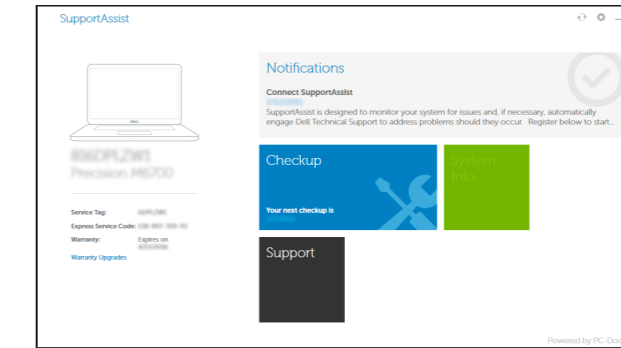 SupportAssist
Notifications
Connect SupportAssist
SupportAssist is designed to monitor your system for issues and, if necessary, automatically
engage Dell Technical Support to address problems should they occur. Register below to start...
Precision M6700
Checkup
System
Info
Your next checkup is
Service Tag:
Express Service Code:
Warranty: Expires on
Warranty Upgrades
Support
Powered by PC-Doc